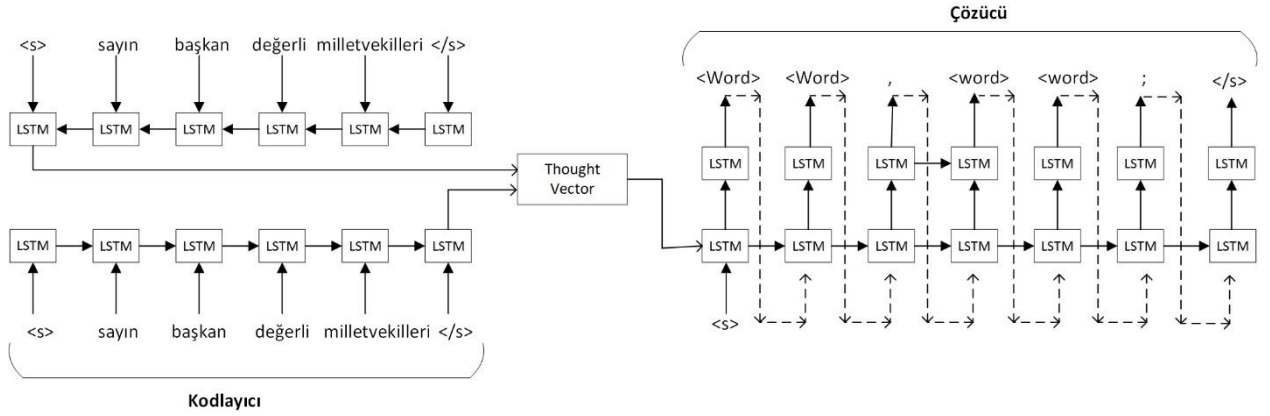 Çözücü
<s> sayın başkan değerli milletvekilleri </s>
<Word> <Word> , <word> <word> ; </s>
LSTM LSTM LSTM LSTM LSTM LSTM
LSTM LSTM LSTM LSTM LSTM LSTM LSTM
Thought
Vector
LSTM LSTM LSTM LSTM LSTM LSTM
LSTM LSTM LSTM LSTM LSTM LSTM LSTM
<s> sayın başkan değerli milletvekilleri </s>
<s>
Kodlayıcı